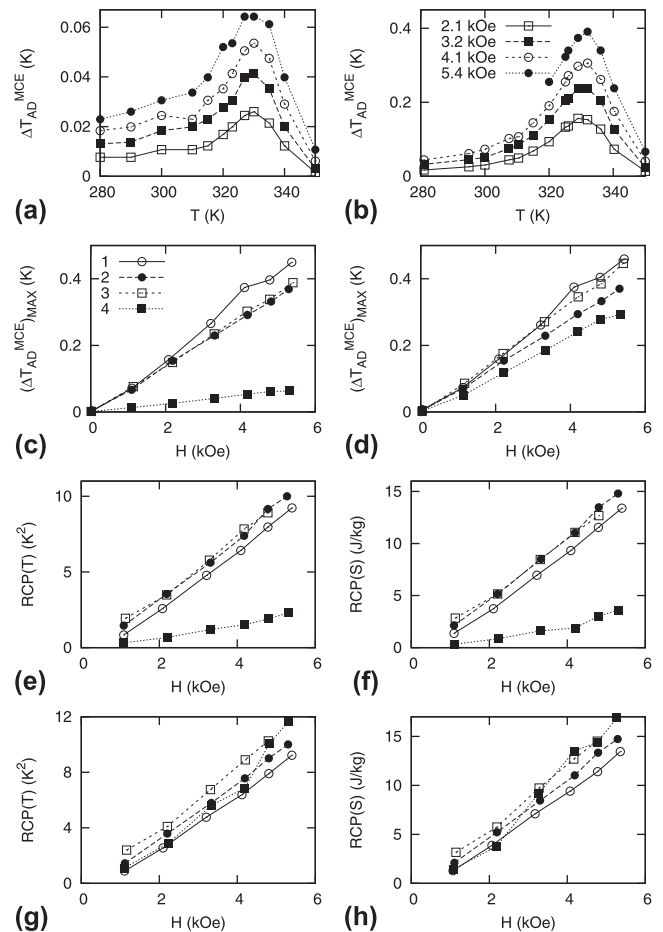 0.06
0.04
0.02
0
ΔT_AD^MCE (K)
280
300
320
340
T (K)
(a)
0.4
0.2
0
ΔT_AD^MCE (K)
2.1 kOe
3.2 kOe
4.1 kOe
5.4 kOe
280
300
320
340
T (K)
(b)
0.4
0.2
0
(ΔT_AD^MCE)_MAX (K)
1
2
3
4
0
2
4
6
H (kOe)
(c)
0.4
0.2
0
(ΔT_AD^MCE)_MAX (K)
0
2
4
6
H (kOe)
(d)
10
5
0
RCP(T) (K²)
0
2
4
6
H (kOe)
(e)
15
10
5
0
RCP(S) (J/kg)
0
2
4
6
H (kOe)
(f)
12
8
4
0
RCP(T) (K²)
0
2
4
6
H (kOe)
(g)
15
10
5
0
RCP(S) (J/kg)
0
2
4
6
H (kOe)
(h)